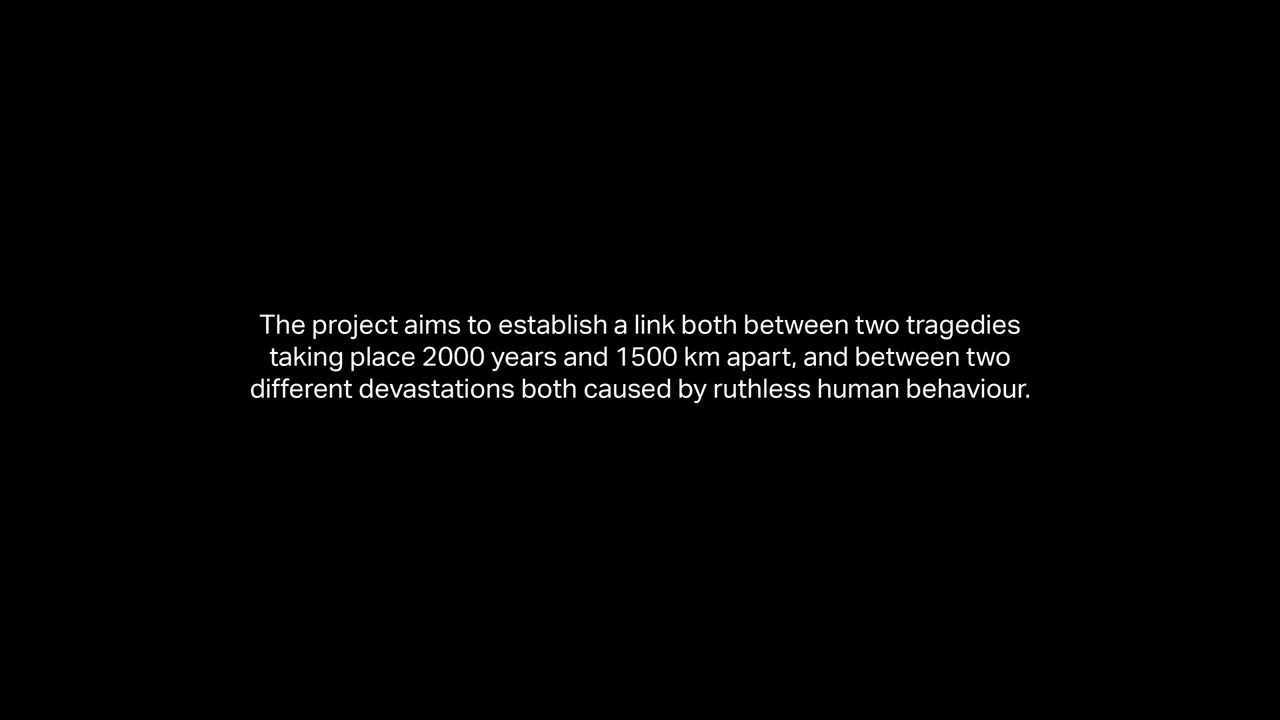 The project aims to establish a link both between two tragedies
taking place 2000 years and 1500 km apart, and between two
different devastations both caused by ruthless human behaviour.